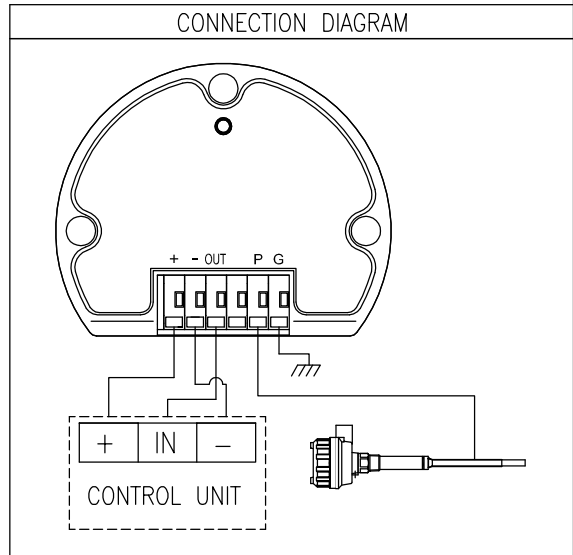 CONNECTION DIAGRAM
+ - OUT P G
+ IN -
CONTROL UNIT